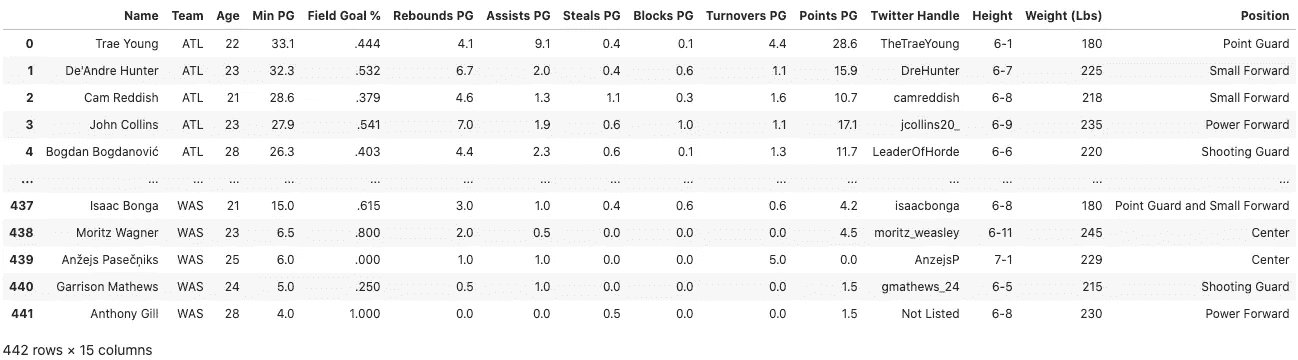 Name Team Age Min PG Field Goal % Rebounds PG Assists PG Steals PG Blocks PG Turnovers PG Points PG Twitter Handle Height Weight (Lbs) Position
0 Trae Young ATL 22 33.1 .444 4.1 9.1 0.4 0.1 4.4 28.6 TheTraeYoung 6-1 180 Point Guard
1 De'Andre Hunter ATL 23 32.3 .532 6.7 2.0 0.4 0.6 1.1 15.9 DreHunter 6-7 225 Small Forward
2 Cam Reddish ATL 21 28.6 .379 4.6 1.3 1.1 0.3 1.6 10.7 camreddish 6-8 218 Small Forward
3 John Collins ATL 23 27.9 .541 7.0 1.9 0.6 1.0 1.1 17.1 jcollins20_ 6-9 235 Power Forward
4 Bogdan Bogdanović ATL 28 26.3 .403 4.4 2.3 0.6 0.1 1.3 11.7 LeaderOfHorde 6-6 220 Shooting Guard
... ... ... ... ... ... ... ... ... ... ... ... ... ... ... ...
437 Isaac Bonga WAS 21 15.0 .615 3.0 1.0 0.4 0.6 0.6 4.2 isaacbonga 6-8 180 Point Guard and Small Forward
438 Moritz Wagner WAS 23 6.5 .800 2.0 0.5 0.0 0.0 0.0 4.5 moritz_weasley 6-11 245 Center
439 Anžejs Pasečņiks WAS 25 6.0 .000 1.0 1.0 0.0 0.0 5.0 0.0 AnzejsP 7-1 229 Center
440 Garrison Mathews WAS 24 5.0 .250 0.5 1.0 0.0 0.0 0.0 1.5 gmathews_24 6-5 215 Shooting Guard
441 Anthony Gill WAS 28 4.0 1.000 0.0 0.0 0.5 0.0 0.0 1.5 Not Listed 6-8 230 Power Forward
442 rows × 15 columns